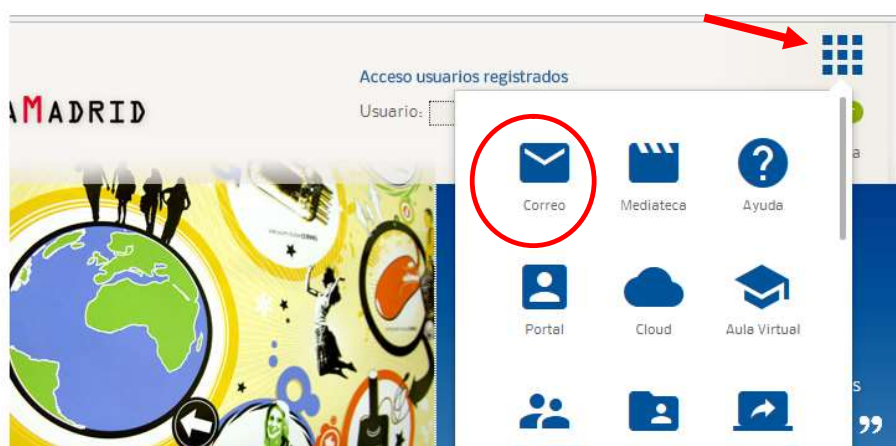 Acceso usuarios registrados
aMADRID
Usuario:
Correo
Mediateca
Ayuda
Portal
Cloud
Aula Virtual